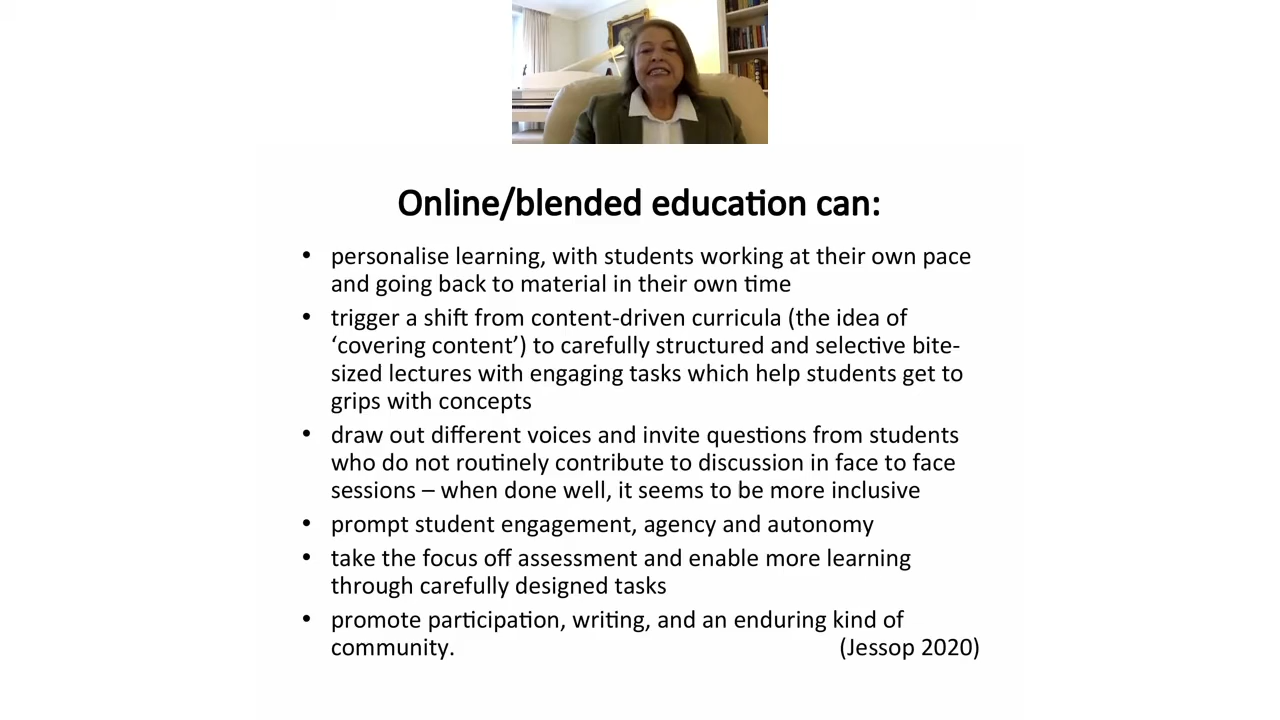 Online/blended education can:
• personalise learning, with students working at their own pace
and going back to material in their own time
• trigger a shift from content-driven curricula (the idea of
‘covering content’) to carefully structured and selective bite-
sized lectures with engaging tasks which help students get to
grips with concepts
• draw out different voices and invite questions from students
who do not routinely contribute to discussion in face to face
sessions – when done well, it seems to be more inclusive
• prompt student engagement, agency and autonomy
• take the focus off assessment and enable more learning
through carefully designed tasks
• promote participation, writing, and an enduring kind of
community. (Jessop 2020)